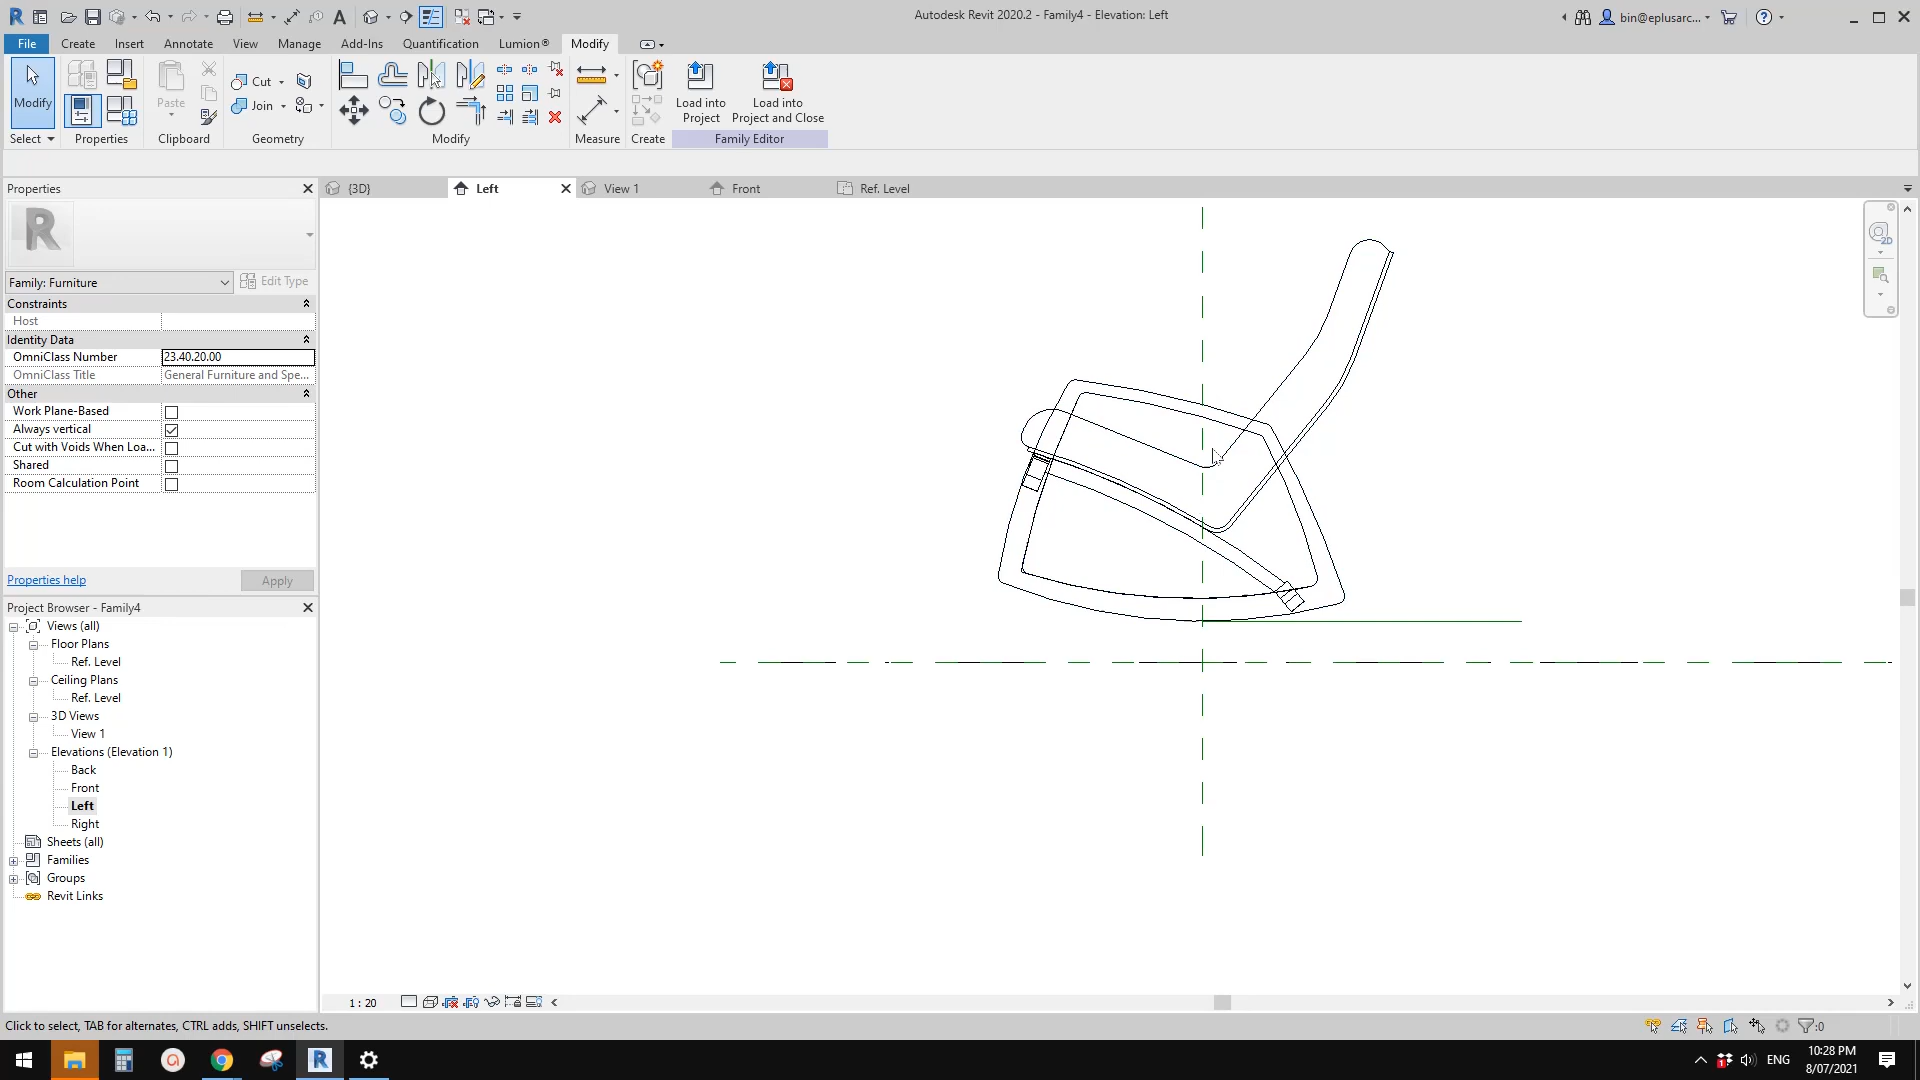 Autodesk Revit 2020.2 - Family4 - Elevation: Left
bin@eplusarc...
File Create Insert Annotate View Manage Add-Ins Quantification Lumion® Modify
Modify
Paste
Cut
Join
Load into Project
Load into Project and Close
Select Properties Clipboard Geometry Modify Measure Create Family Editor
Properties
{3D} Left View 1 Front Ref. Level
R
2D
Family: Furniture Edit Type
Constraints
Host
Identity Data
OmniClass Number 23.40.20.00
OmniClass Title General Furniture and Spe...
Other
Work Plane-Based
Always vertical
Cut with Voids When Loa...
Shared
Room Calculation Point
Properties help Apply
Project Browser - Family4
Views (all)
Floor Plans
Ref. Level
Ceiling Plans
Ref. Level
3D Views
View 1
Elevations (Elevation 1)
Back
Front
Left
Right
Sheets (all)
Families
Groups
Revit Links
1 : 20
Click to select, TAB for alternates, CTRL adds, SHIFT unselects.
:0
ENG
10:28 PM
8/07/2021